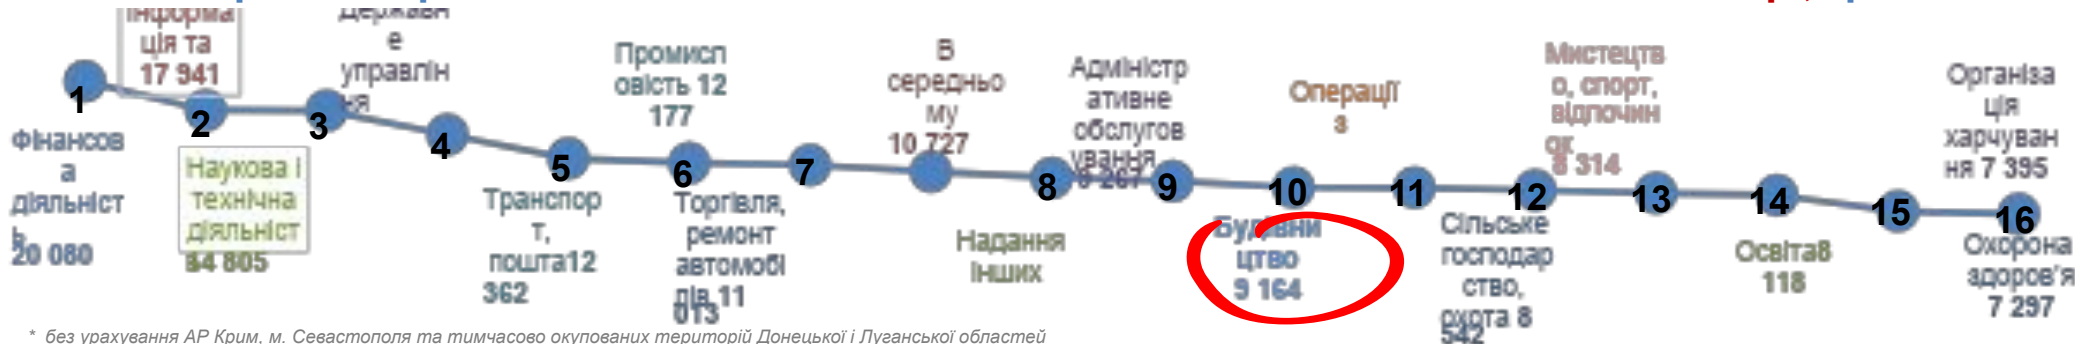 Інформа
ція та
17 941
Державн
е
управлін
ня
Промисл
овість 12
177
В
середньо
му
10 727
Адміністр
ативне
обслугов
ування
9 267
Операції
з
Мистецтв
о, спорт,
відпочин
ок
8 314
Організа
ція
харчуван
ня 7 395
1
2
3
4
5
6
7
8
9
10
11
12
13
14
15
16
Фінансов
а
діяльніст
ь
20 080
Наукова і
технічна
діяльніст
ь
14 805
Транспор
т,
пошта12
362
Торгівля,
ремонт
автомобі
лів 11
013
Надання
інших
Будівни
цтво
9 164
Сільське
господар
ство,
охота 8
542
Освіта8
118
Охорона
здоров'я
7 297
* без урахування АР Крим, м. Севастополя та тимчасово окупованих територій Донецької і Луганської областей